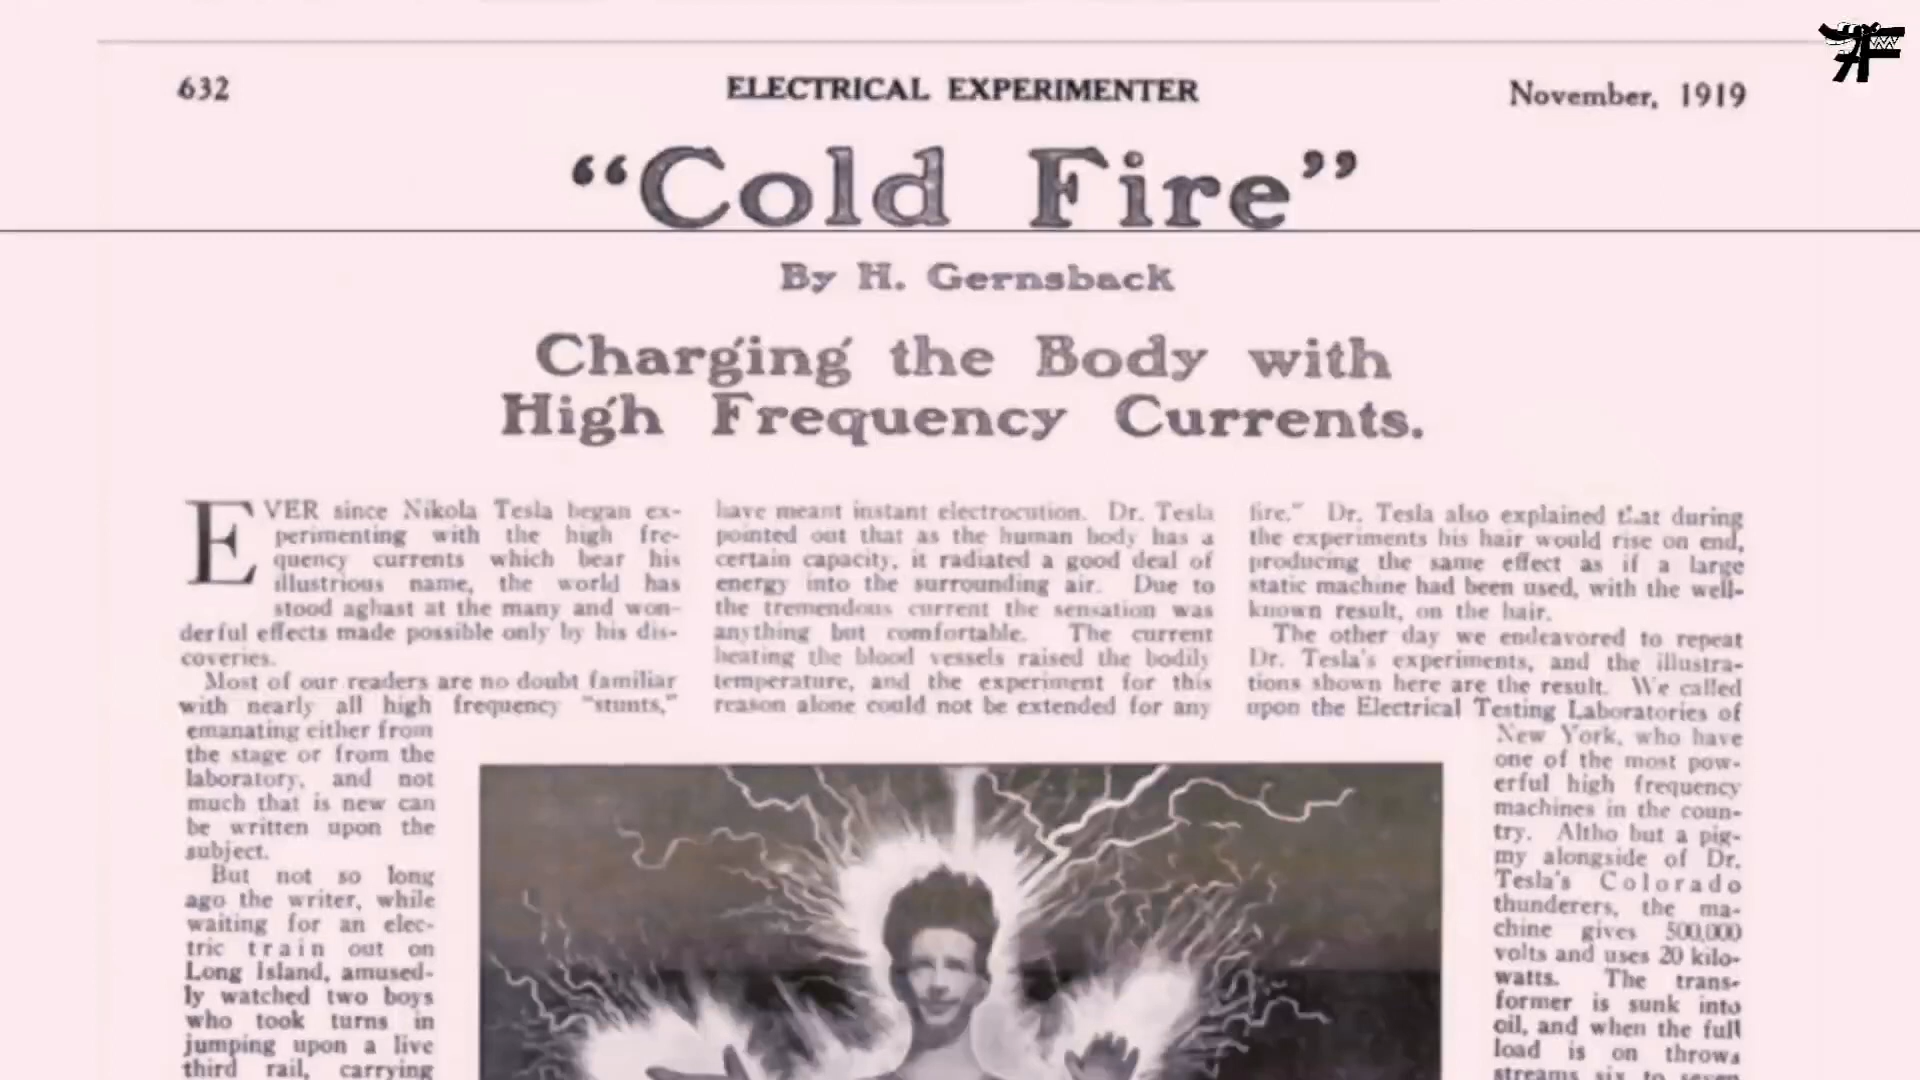 632 ELECTRICAL EXPERIMENTER November, 1919
“Cold Fire”
By H. Gernsback
Charging the Body with
High Frequency Currents.
EVER since Nikola Tesla began ex-
perimenting with the high fre-
quency currents which bear his
illustrious name, the world has
stood aghast at the many and won-
derful effects made possible only by his dis-
coveries.
Most of our readers are no doubt familiar
with nearly all high frequency “stunts,”
emanating either from
the stage or from the
laboratory, and not
much that is new can
be written upon the
subject.
But not so long
ago the writer, while
waiting for an elec-
tric train out on
Long Island, amused-
ly watched two boys
who took turns in
jumping upon a live
third rail, carrying
have meant instant electrocution. Dr. Tesla
pointed out that as the human body has a
certain capacity, it radiated a good deal of
energy into the surrounding air. Due to
the tremendous current the sensation was
anything but comfortable. The current
heating the blood vessels raised the bodily
temperature, and the experiment for this
reason alone could not be extended for any
fire.” Dr. Tesla also explained that during
the experiments his hair would rise on end,
producing the same effect as if a large
static machine had been used, with the well-
known result, on the hair.
The other day we endeavored to repeat
Dr. Tesla's experiments, and the illustra-
tions shown here are the result. We called
upon the Electrical Testing Laboratories of
New York, who have
one of the most pow-
erful high frequency
machines in the coun-
try. Altho but a pig-
my alongside of Dr.
Tesla's Colorado
thunderers, the ma-
chine gives 500,000
volts and uses 20 kilo-
watts. The trans-
former is sunk into
oil, and when the full
load is on throws
streams six to seven